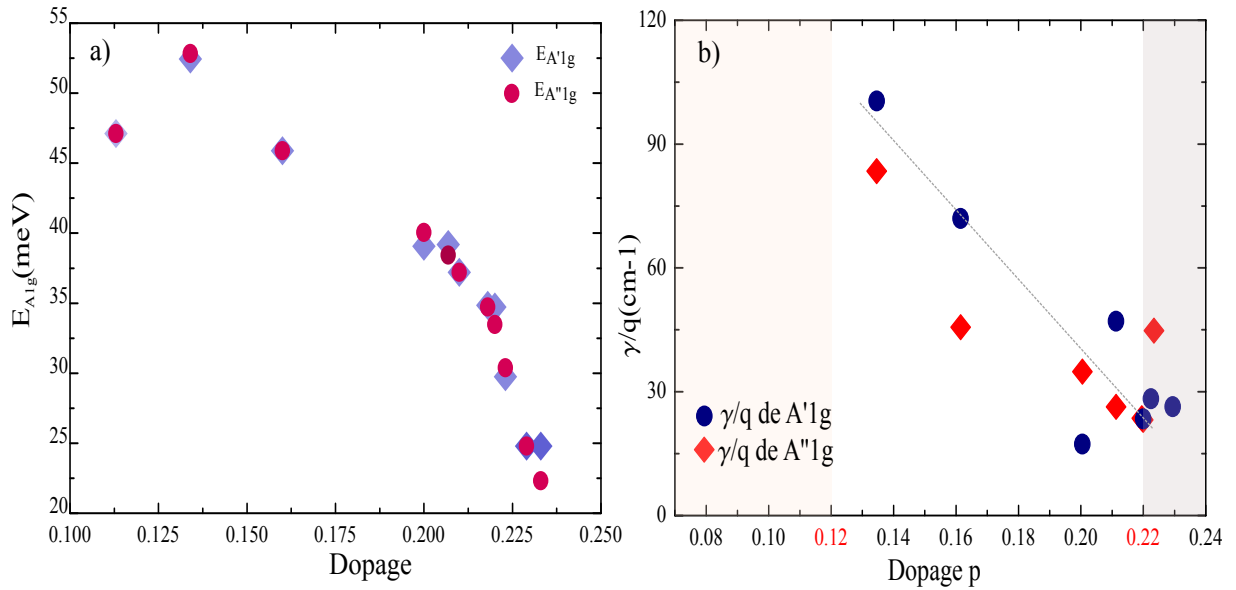 a)
E_A'1g
E_A''1g
55
50
45
40
35
30
25
20
E_A1g(meV)
0.100 0.125 0.150 0.175 0.200 0.225 0.250
Dopage
b)
120
90
60
30
0
γ/q(cm-1)
γ/q de A'1g
γ/q de A''1g
0.08 0.10 0.12 0.14 0.16 0.18 0.20 0.22 0.24
Dopage p